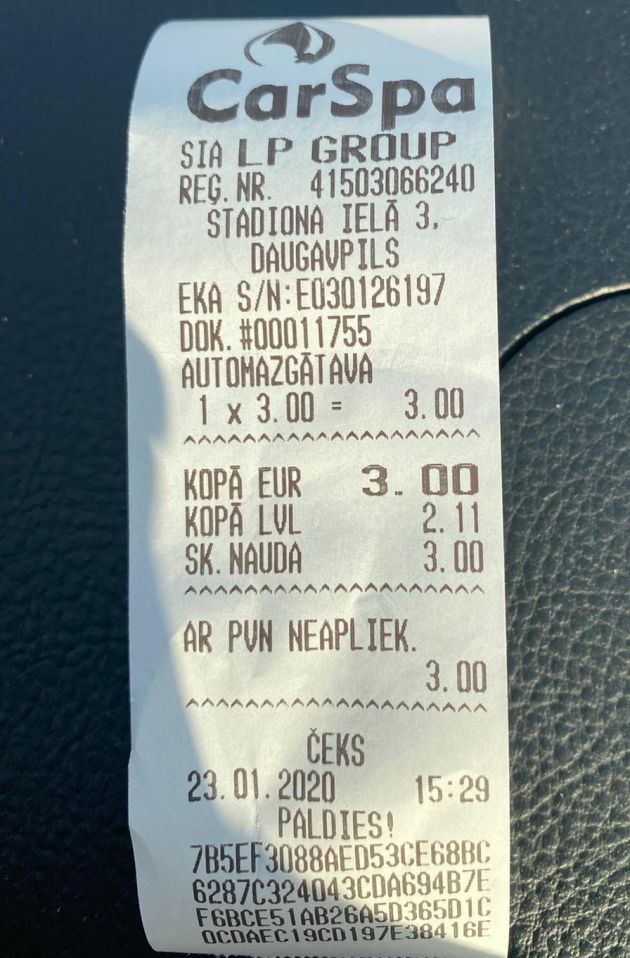 CarSpa
SIA LP GROUP
REĢ. NR. 41503066240
STADIONA IELĀ 3,
DAUGAVPILS
EKA S/N:E030126197
DOK. #00011755
AUTOMAZGĀTAVA
1 x 3.00 = 3.00
^^^^^^^^^^^^^^^^^^^^
KOPĀ EUR 3.00
KOPĀ LVL 2.11
SK. NAUDA 3.00
^^^^^^^^^^^^^^^^^^^^
AR PVN NEAPLIEK.
3.00
^^^^^^^^^^^^^^^^^^^^
ČEKS
23.01.2020 15:29
PALDIES!
7B5EF3088AED53CE68BC
6287C324043CDA694B7E
F6BCE51AB26A5D365D1C
0CDAEC19CD197E38416E